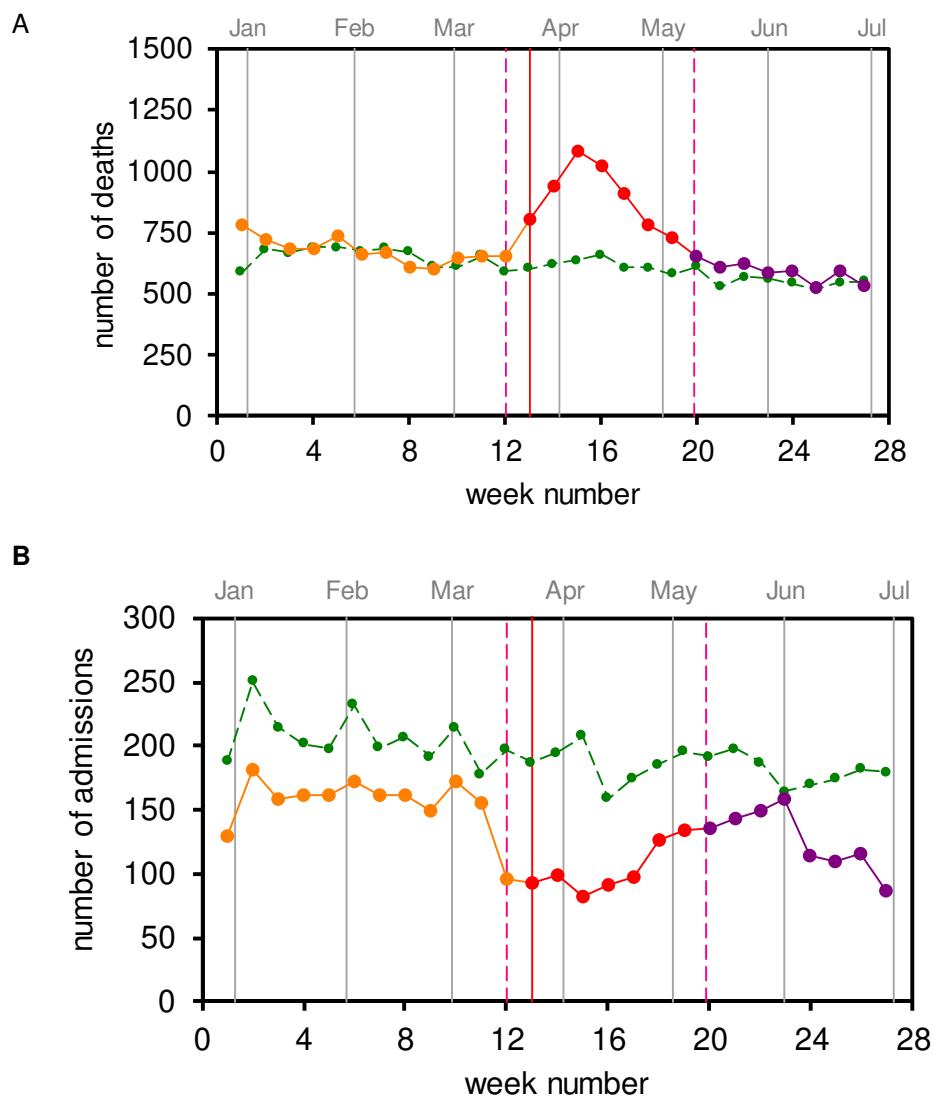 A
Jan Feb Mar Apr May Jun Jul
1500
1250
1000
750
500
250
0
number of deaths
0 4 8 12 16 20 24 28
week number
B
Jan Feb Mar Apr May Jun Jul
300
250
200
150
100
50
0
number of admissions
0 4 8 12 16 20 24 28
week number